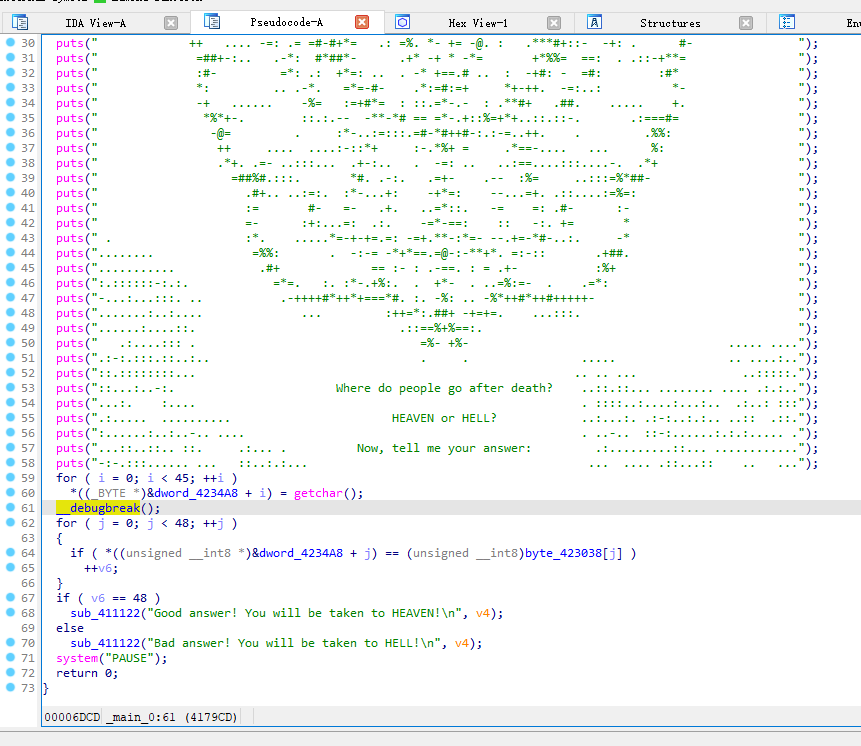 IDA View-A Pseudocode-A Hex View-1 Structures
30 puts(" ++ .... -=: .= =#-#+*= .: =%. *- += -@. : .***#+::- -+: . #- ");
31 puts(" =##+-:.. .-*: #*##*- .+* -+ * -*= +*%%= ==: . .::-+**= ");
32 puts(" :#- =*: .: +*=: .. . -* +==.# .. : -+#: - =#: :#* ");
33 puts(" *: .. .-*. =*=-#- .*:=#:=+ *+-++. -=:..: *- ");
34 puts(" -+ ...... -%= :=+#*= : ::.=*-.- : .**#+ .##. ..... +. ");
35 puts(" *%*+-. ::.:.-- -**-*# == =*-.+::%=+*+..::.::-. .:===#= ");
36 puts(" -@= . :*-..:=:::.=#-*#++#-:.:-=..++. . .%%: ");
37 puts(" ++ .... ....:-::*+ :-.*%+ = .*==-.... ... %: ");
38 puts(" .*+. .=- ..:::... .+-:.. . -=: .. ..:==....:::....-. .*+ ");
39 puts(" =##%#.:::. *#. .-:. .=+- .-- :%= ..:::=%*##- ");
40 puts(" .#+.. ..:=:. :*-...+: -+*=: --...=+. .::....:=%=: ");
41 puts(" := #- =- .+. ..=*::. -= =: .#- :- ");
42 puts(" =- :+:...=: .:. -=*-==: :: -:. += * ");
43 puts(" . :*. .....*=-+-+=.=: -=+.**-:*=- --.+=-*#-..:. -* ");
44 puts("........ =%%: . -:-= -*+*==.=@-:-**+*. =:-:: .+##. ");
45 puts("........... .#+ == :- : .-==. : = .+- :%+ ");
46 puts(":.::::::-:.:. =*=. :. :*-.+%:. . +*- . ..=%:=- . .=*: ");
47 puts("-...:...:::. .. .-++++#*++*+===*#. :. -%: .. -%*++#*++#+++++- ");
48 puts(".......:..:.... ... :++=*:.##+ -+=+=. ...:::. ");
49 puts(".......:....::. .::==%+%==:. ");
50 puts(" .:....::: . =%- +%- ..... ....");
51 puts(".:-:.:::.::..:.. . . ..... .. ....:..");
52 puts("::.::::::::... .. .. ... ..:::::.");
53 puts("::...:..-:. Where do people go after death? ..::.::... ........ .... .:.:..");
54 puts("...:. :.... . ::::..:....:...:.. .:..: :::");
55 puts(".:..... .......... HEAVEN or HELL? ..:...:. .:-:..:.:.. ..:: .::.");
56 puts(":......:..:..-.. .... . ..-.. ::-:......:.:.:..... .");
57 puts("...::..::.. ::. .:... . Now, tell me your answer: .:.........::... ............");
58 puts("-:-.:::...... ... ::..:.:... ... .... .::...:: .. ...");
59 for ( i = 0; i < 45; ++i )
60 *((_BYTE *)&dword_4234A8 + i) = getchar();
61 __debugbreak();
62 for ( j = 0; j < 48; ++j )
63 {
64 if ( *((unsigned __int8 *)&dword_4234A8 + j) == (unsigned __int8)byte_423038[j] )
65 ++v6;
66 }
67 if ( v6 == 48 )
68 sub_411122("Good answer! You will be taken to HEAVEN!\n", v4);
69 else
70 sub_411122("Bad answer! You will be taken to HELL!\n", v4);
71 system("PAUSE");
72 return 0;
73 }
00006DCD _main_0:61 (4179CD)